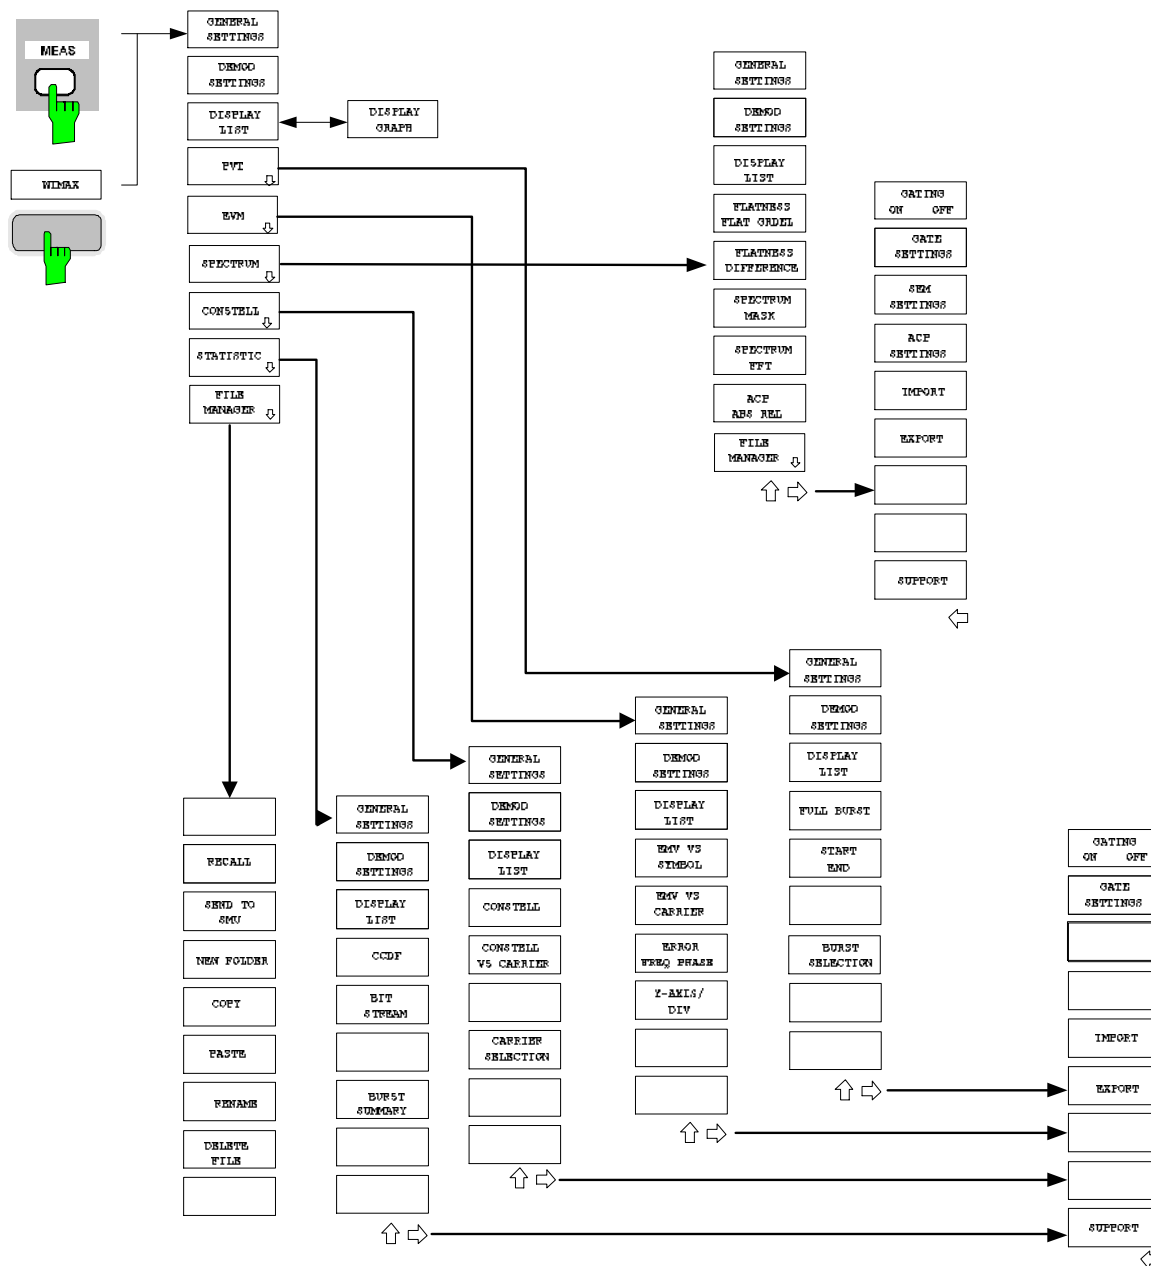 MEAS
WIMAX
GENERAL
SETTINGS
DEMOD
SETTINGS
DISPLAY
LIST
DISPLAY
GRAPH
PVT
EVM
SPECTRUM
CONSTELL
STATISTIC
FILE
MANAGER
GENERAL
SETTINGS
DEMOD
SETTINGS
DISPLAY
LIST
FLATNESS
FLAT GRDEL
FLATNESS
DIFFERENCE
SPECTRUM
MASK
SPECTRUM
FFT
ACP
ABS REL
FILE
MANAGER
GATING
ON OFF
GATE
SETTINGS
SEM
SETTINGS
ACP
SETTINGS
IMPORT
EXPORT
SUPPORT
RECALL
SEND TO
SMU
NEW FOLDER
COPY
PASTE
RENAME
DELETE
FILE
GENERAL
SETTINGS
DEMOD
SETTINGS
DISPLAY
LIST
CCDF
BIT
STREAM
BURST
SUMMARY
GENERAL
SETTINGS
DEMOD
SETTINGS
DISPLAY
LIST
CONSTELL
CONSTELL
VS CARRIER
CARRIER
SELECTION
GENERAL
SETTINGS
DEMOD
SETTINGS
DISPLAY
LIST
EMV VS
SYMBOL
EMV VS
CARRIER
ERROR
FREQ PHASE
Y-AXIS/
DIV
GENERAL
SETTINGS
DEMOD
SETTINGS
DISPLAY
LIST
FULL BURST
START
END
BURST
SELECTION
GATING
ON OFF
GATE
SETTINGS
IMPORT
EXPORT
SUPPORT